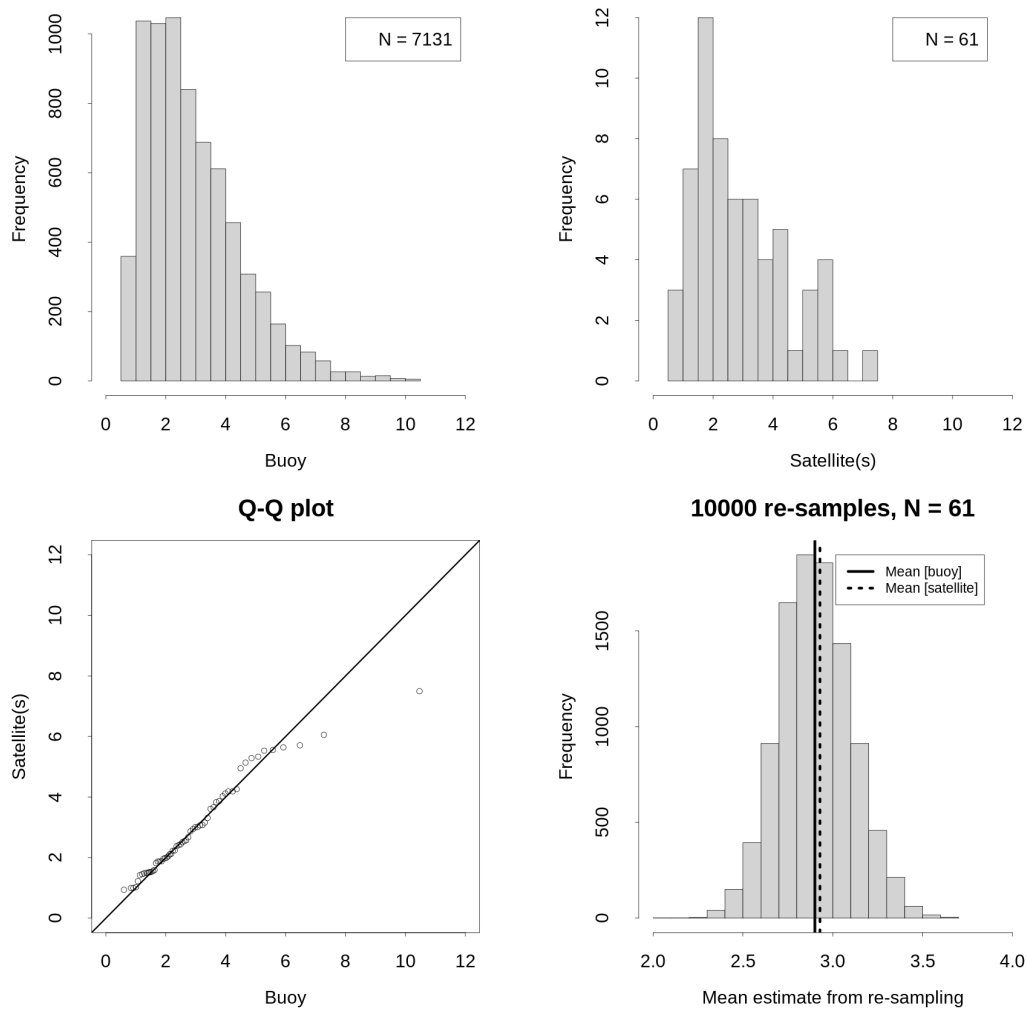 N = 7131
Frequency
0
200
400
600
800
1000
0 2 4 6 8 10 12
Buoy
N = 61
Frequency
0
2
4
6
8
10
12
0 2 4 6 8 10 12
Satellite(s)
Q-Q plot
Satellite(s)
0
2
4
6
8
10
12
0 2 4 6 8 10 12
Buoy
10000 re-samples, N = 61
Mean [buoy]
Mean [satellite]
Frequency
0
500
1000
1500
2.0 2.5 3.0 3.5 4.0
Mean estimate from re-sampling